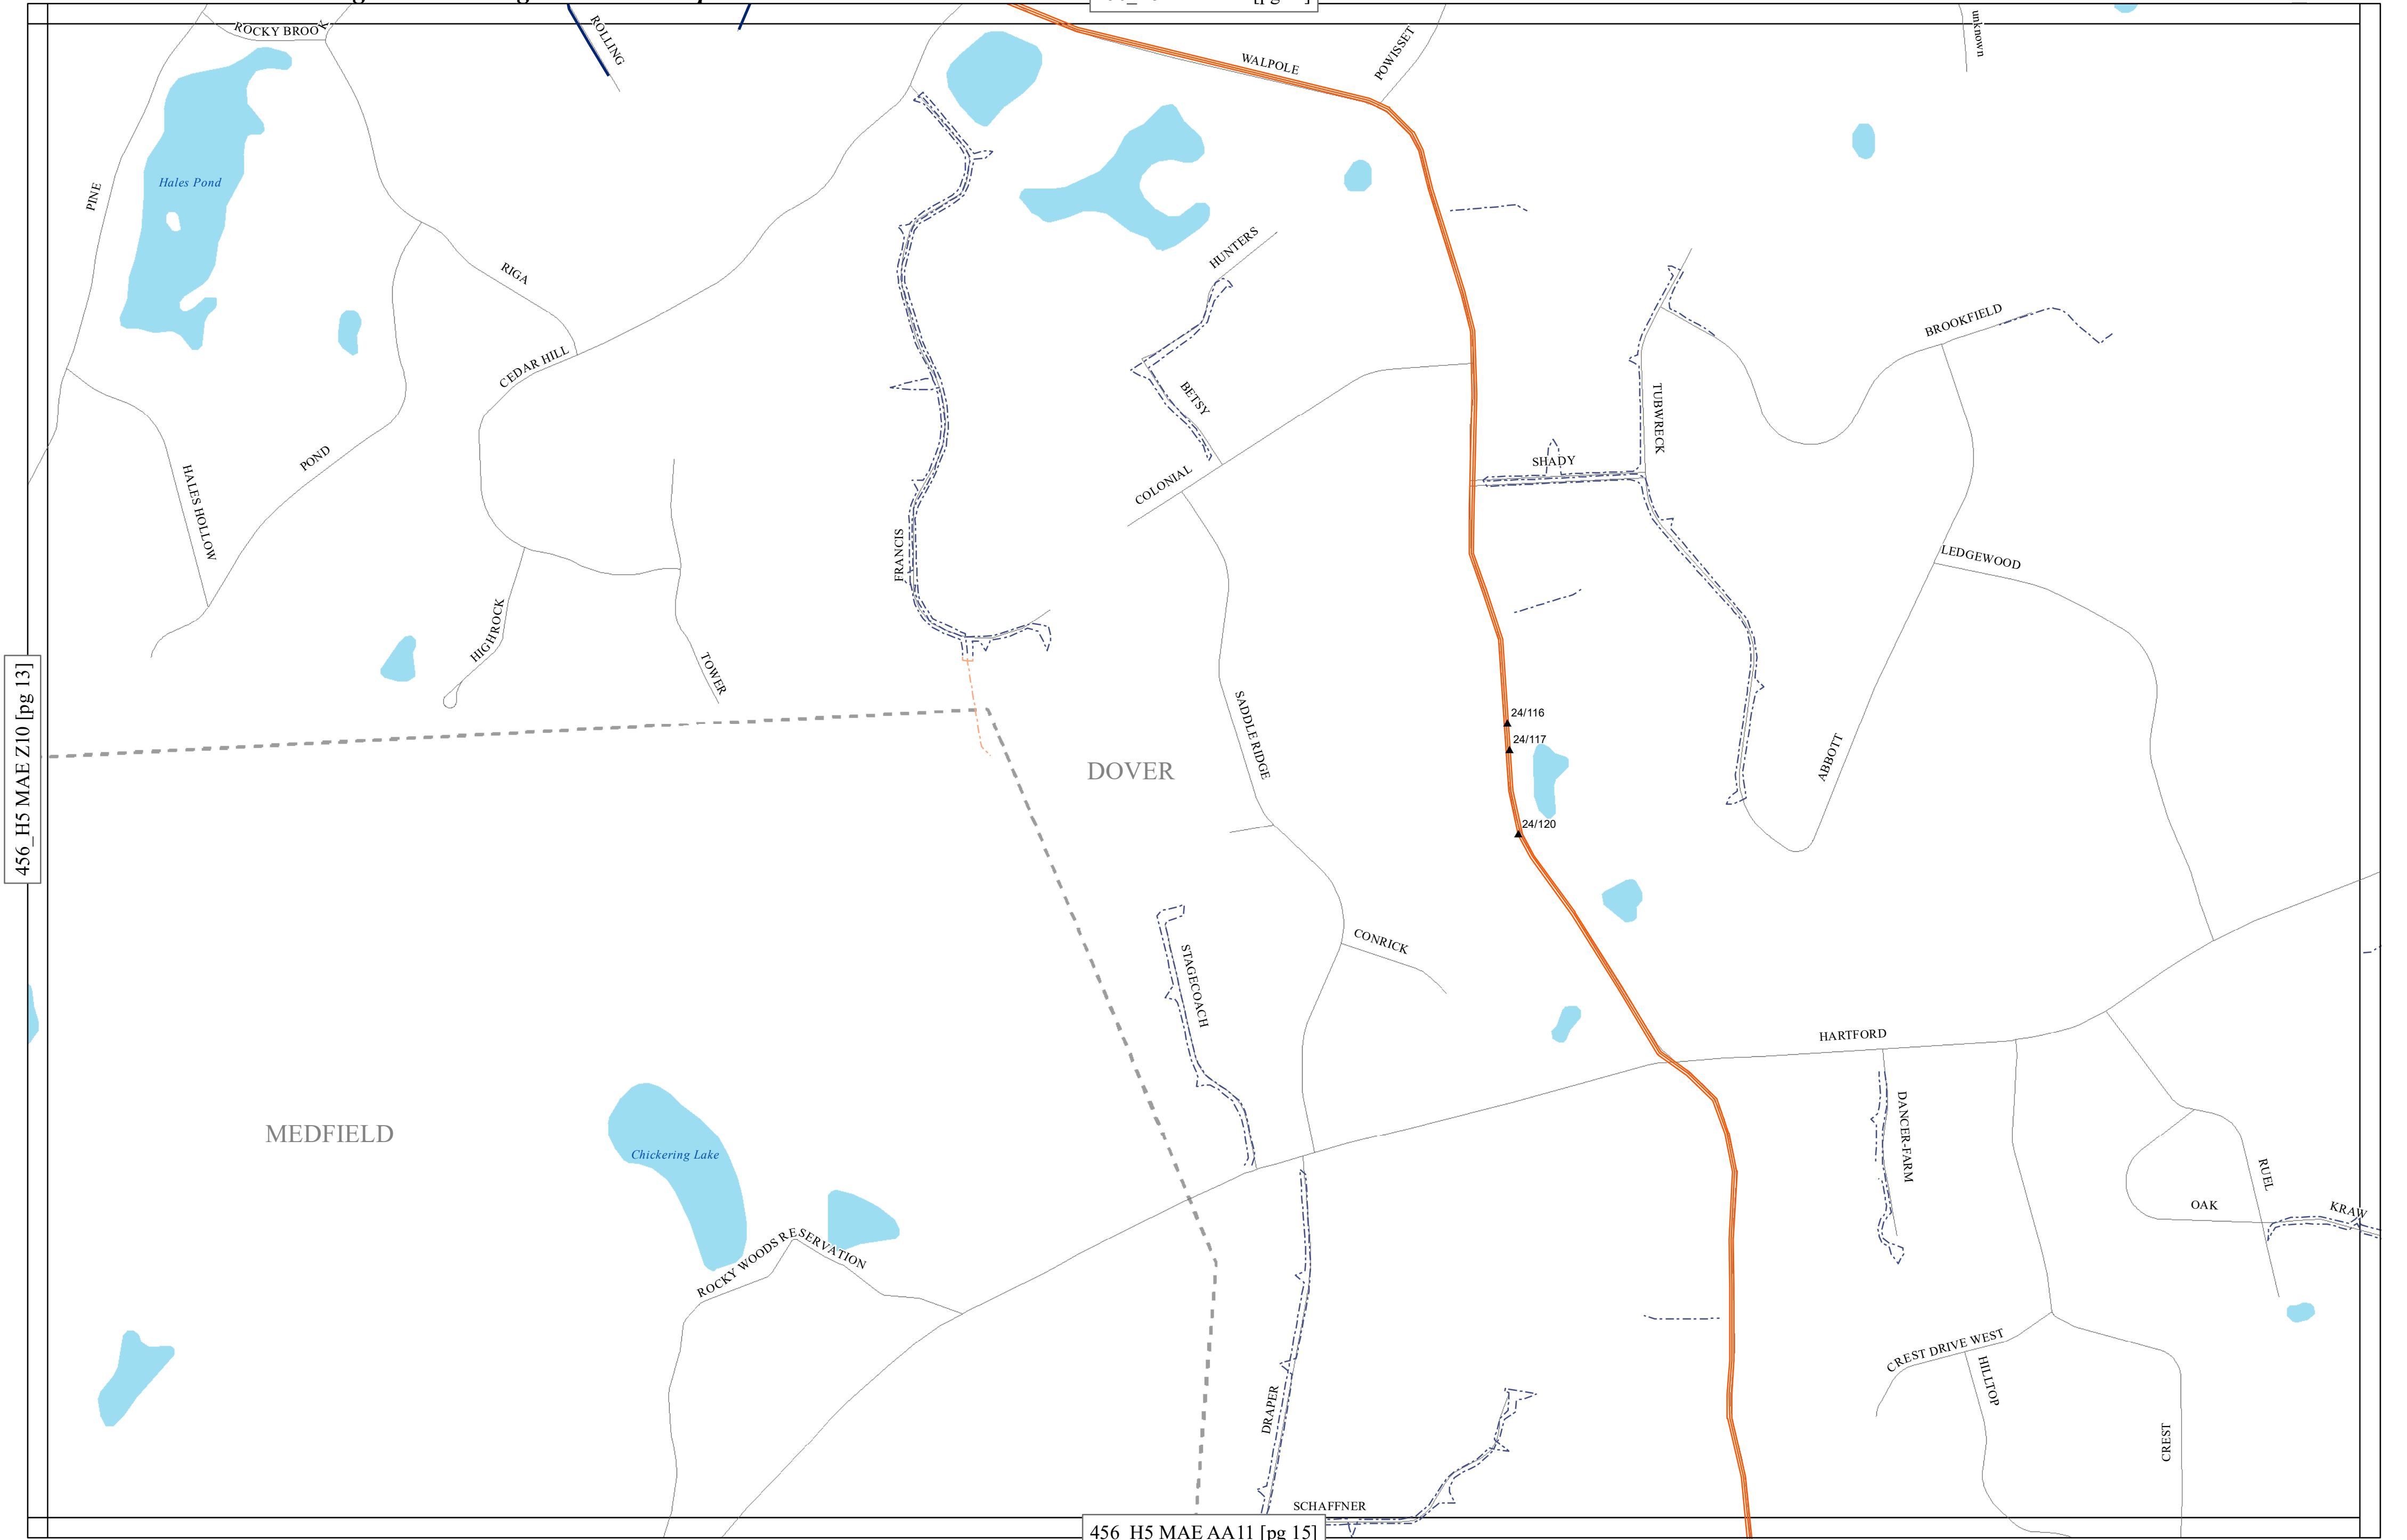 ROCKY BROOK
ROLLING
WALPOLE
POWISSET
unknown
PINE
Hales Pond
HUNTERS
RIGA
BROOKFIELD
CEDAR HILL
BETSY
TUBWRECK
POND
SHADY
HALES HOLLOW
COLONIAL
FRANCIS
LEDGEWOOD
HIGHROCK
TOWER
456_H5 MAE Z10 [pg 13]
SADDLE RIDGE
24/116
24/117
DOVER
ABBOTT
24/120
CONRICK
STAGECOACH
HARTFORD
MEDFIELD
DANCER-FARM
Chickering Lake
RUEL
OAK
KRAW
ROCKY WOODS RESERVATION
CREST DRIVE WEST
HILLTOP
DRAPER
CREST
SCHAFFNER
456_H5 MAE AA11 [pg 15]